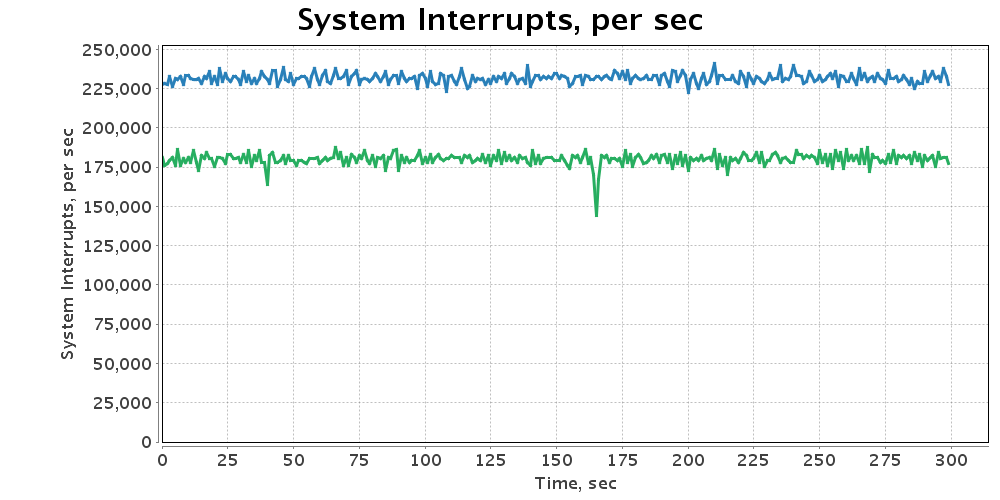 System Interrupts, per sec
250,000
225,000
200,000
175,000
150,000
125,000
100,000
75,000
50,000
25,000
0
System Interrupts, per sec
0 25 50 75 100 125 150 175 200 225 250 275 300
Time, sec